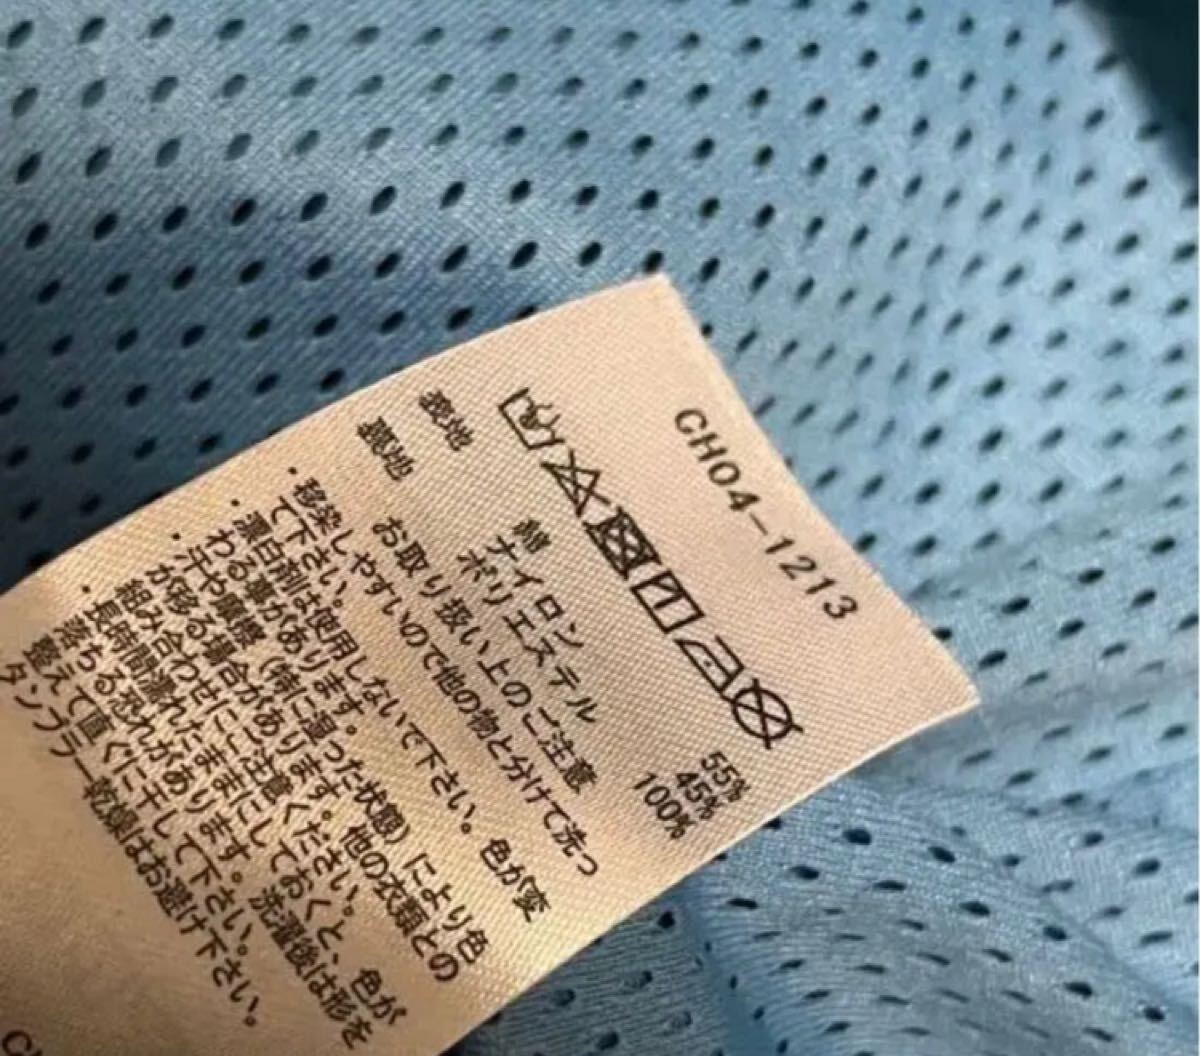 CH04-1213
表地 綿 55%
ナイロン 45%
裏地 ポリエステル 100%
お取り扱い上のご注意
・移染しやすいので他の物と分けて洗っ
て下さい。
・漂白剤は使用しないで下さい。色が変
わる事があります。
・汗や摩擦（特に湿った状態）により色
が移る場合があります。他の衣類との
組み合わせにご注意ください。
・長時間濡れたままにしておくと、色が
落ちる恐れがあります。洗濯後は形を
整えて直ぐに干して下さい。
タンブラー乾燥はお避け下さい。